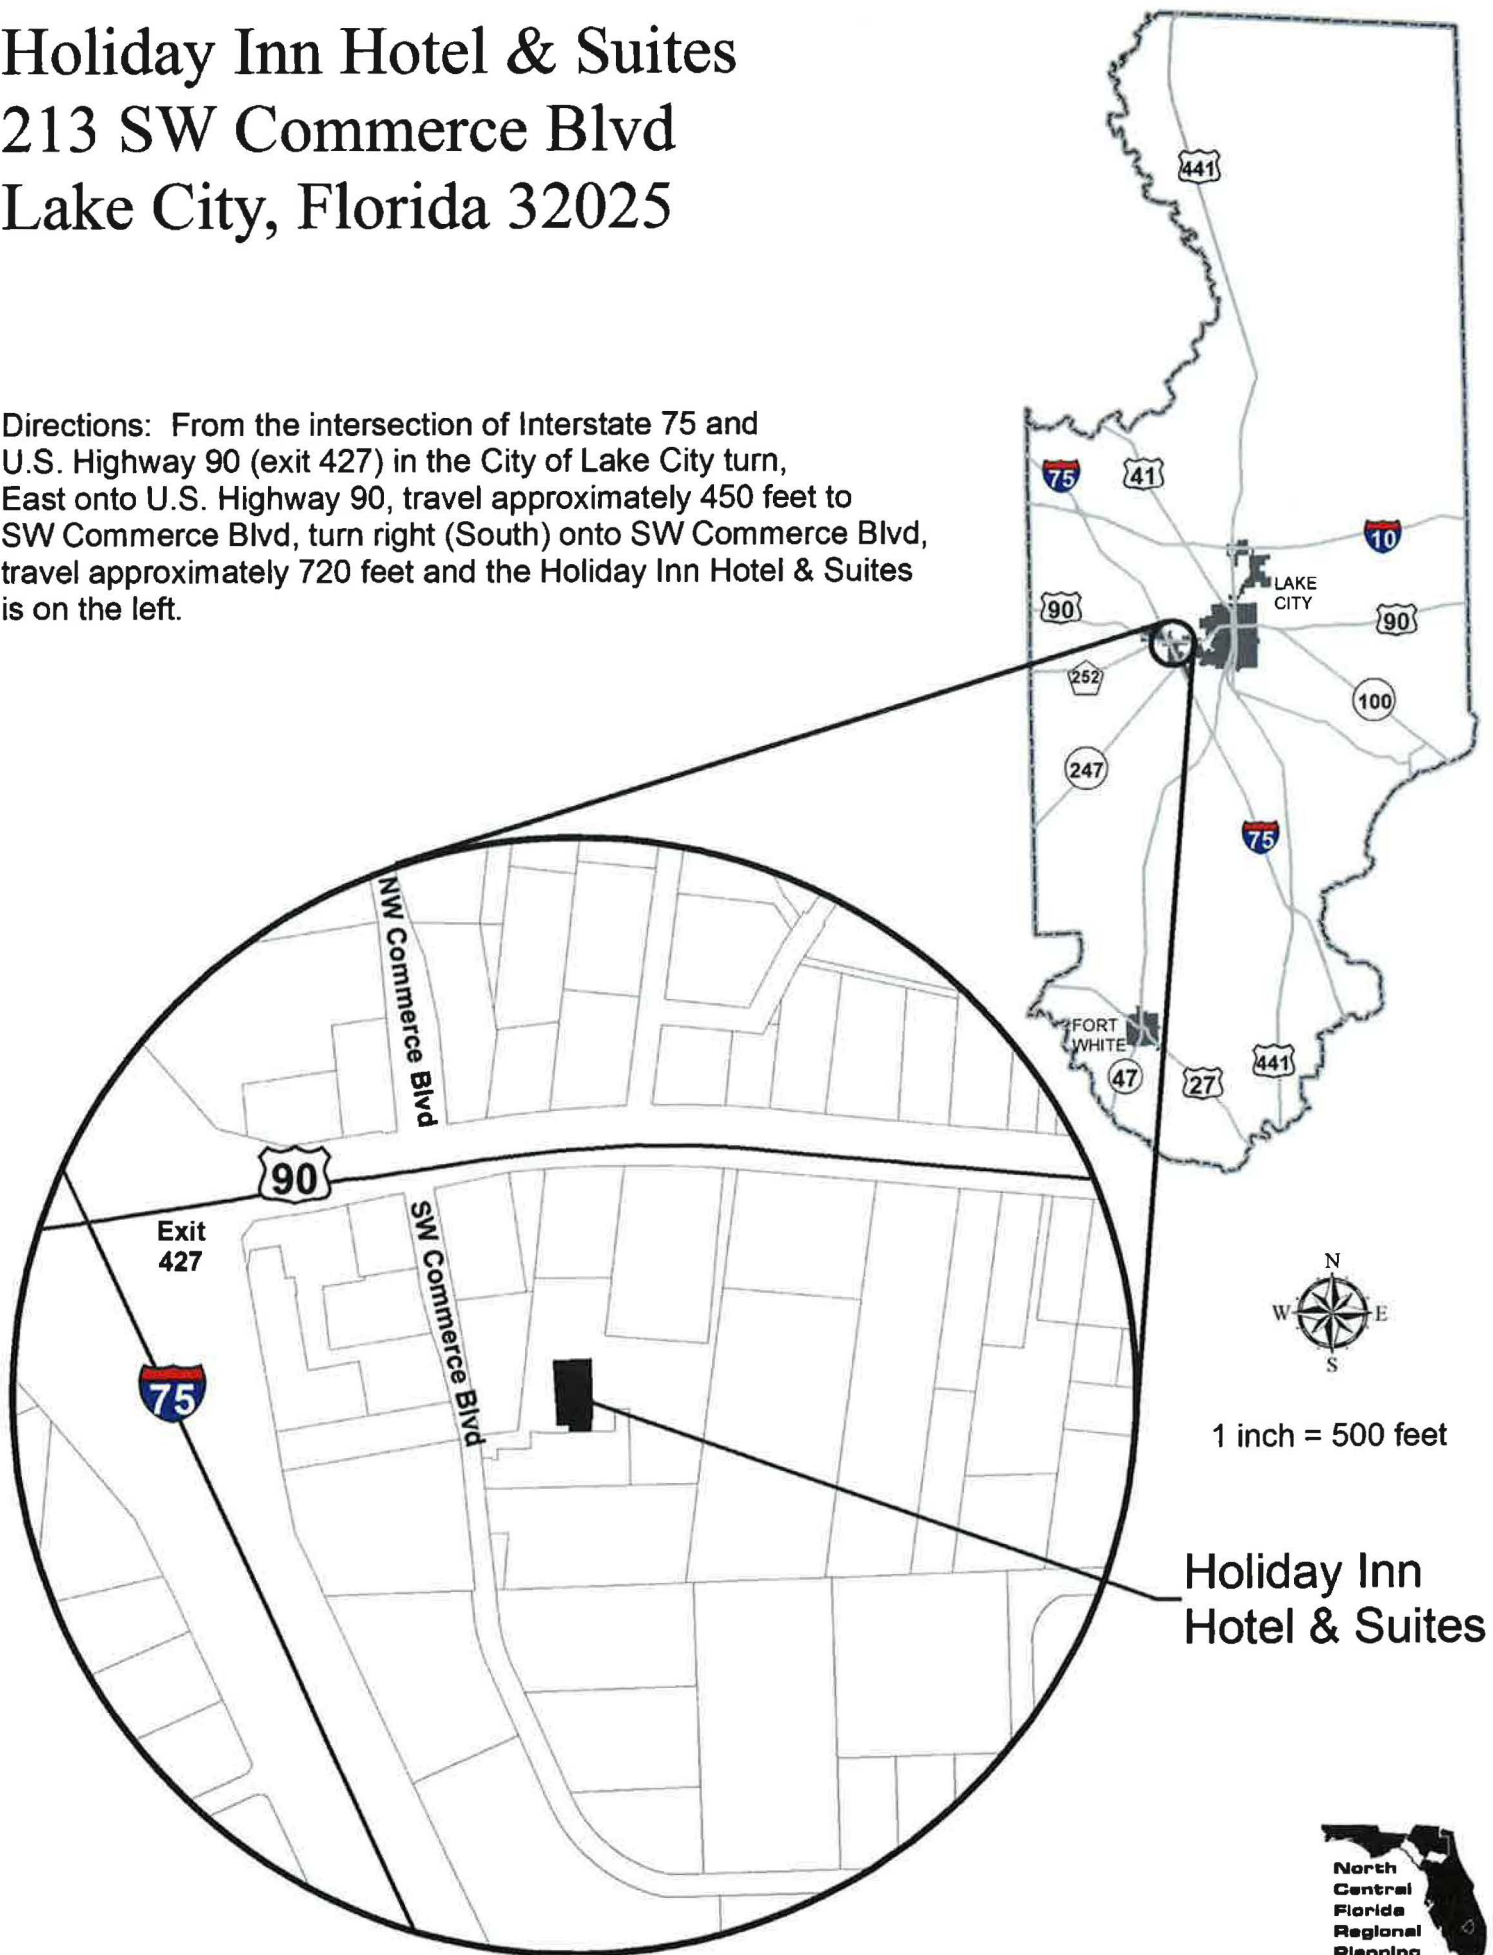 Holiday Inn Hotel & Suites
213 SW Commerce Blvd
Lake City, Florida 32025
Directions: From the intersection of Interstate 75 and
U.S. Highway 90 (exit 427) in the City of Lake City turn,
East onto U.S. Highway 90, travel approximately 450 feet to
SW Commerce Blvd, turn right (South) onto SW Commerce Blvd,
travel approximately 720 feet and the Holiday Inn Hotel & Suites
is on the left.
441
75
41
10
LAKE
CITY
90
90
252
100
247
75
FORT
WHITE
47
27
441
NW Commerce Blvd
90
Exit
427
SW Commerce Blvd
75
N
W
E
S
1 inch = 500 feet
Holiday Inn
Hotel & Suites
North
Central
Florida
Regional
Planning